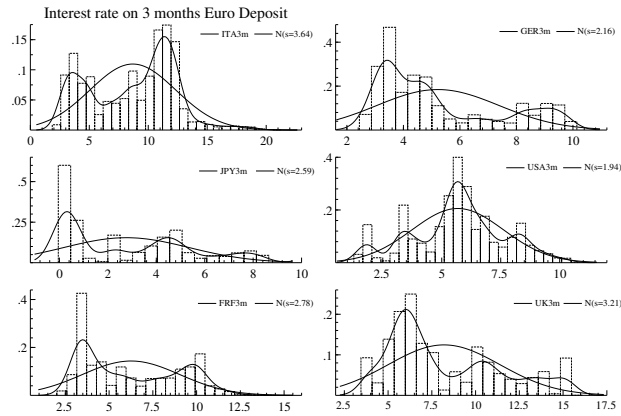 Interest rate on 3 months Euro Deposit
ITA3m N(s=3.64)
.15
.1
.05
0 5 10 15 20
GER3m N(s=2.16)
.4
.2
2 4 6 8 10
JPY3m N(s=2.59)
.5
.25
0 2 4 6 8 10
USA3m N(s=1.94)
.4
.2
2.5 5 7.5 10
FRF3m N(s=2.78)
.4
.2
2.5 5 7.5 10 12.5 15
UK3m N(s=3.21)
.2
.1
2.5 5 7.5 10 12.5 15 17.5